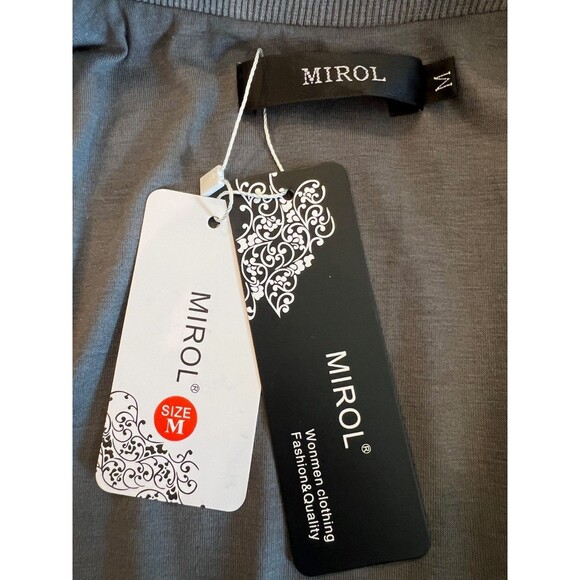 MIROL
M
MIROL®
SIZE
M
MIROL®
Wonmen clothing
Fashion&Quality